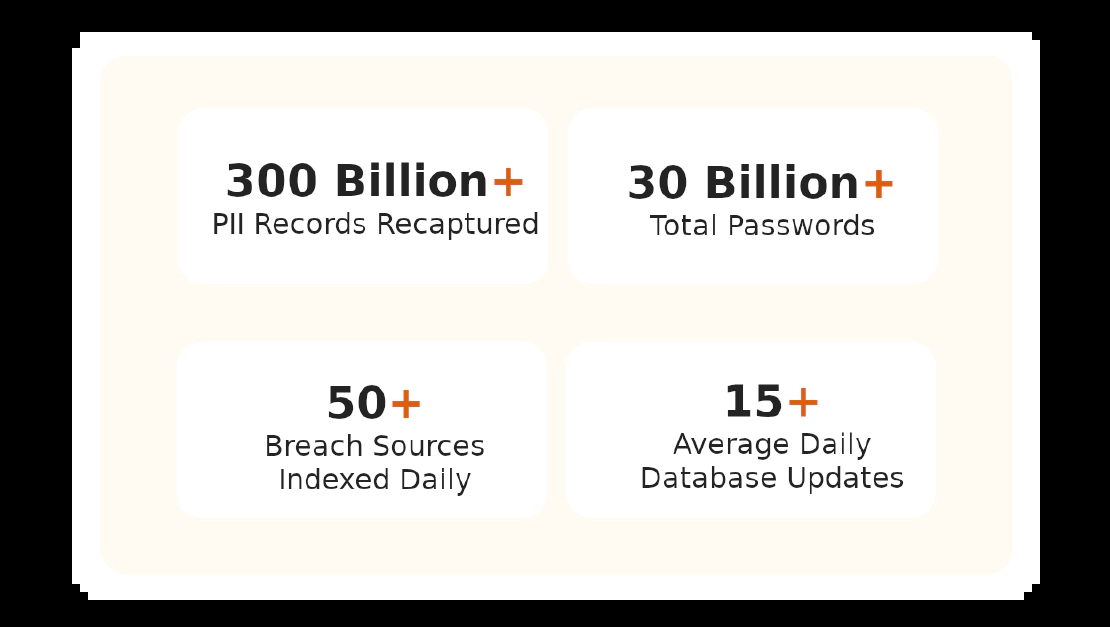 300 Billion+
PII Records Recaptured
30 Billion+
Total Passwords
50+
Breach Sources
Indexed Daily
15+
Average Daily
Database Updates